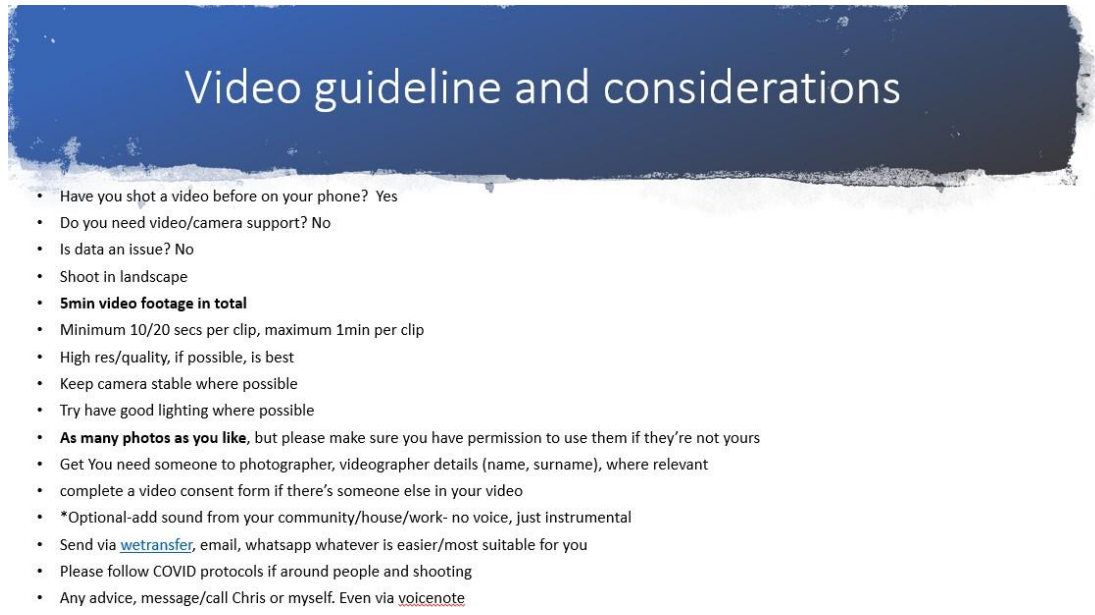 Video guideline and considerations
• Have you shot a video before on your phone?  Yes
• Do you need video/camera support? No
• Is data an issue? No
• Shoot in landscape
• 5min video footage in total
• Minimum 10/20 secs per clip, maximum 1min per clip
• High res/quality, if possible, is best
• Keep camera stable where possible
• Try have good lighting where possible
• As many photos as you like, but please make sure you have permission to use them if they're not yours
• Get You need someone to photographer, videographer details (name, surname), where relevant
• complete a video consent form if there's someone else in your video
• *Optional-add sound from your community/house/work- no voice, just instrumental
• Send via wetransfer, email, whatsapp whatever is easier/most suitable for you
• Please follow COVID protocols if around people and shooting
• Any advice, message/call Chris or myself. Even via voicenote